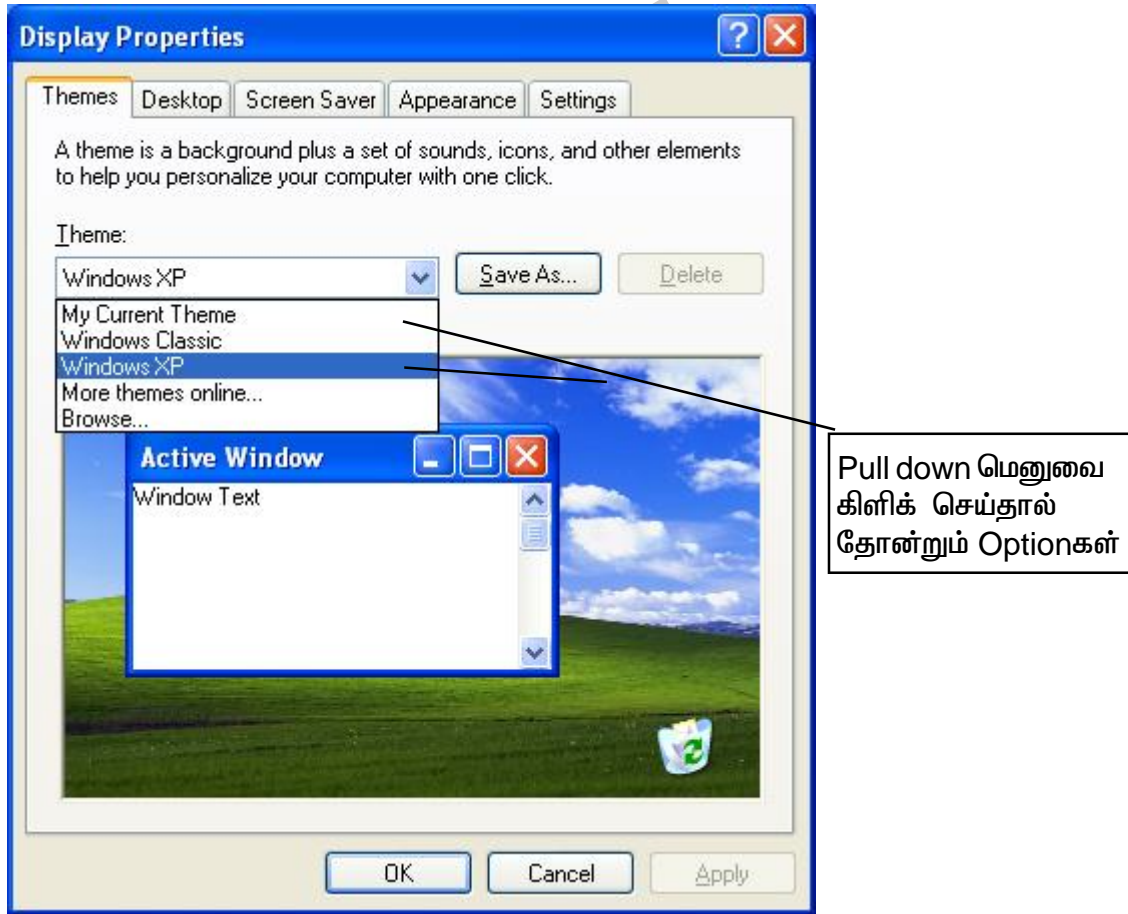 Display Properties
Themes Desktop Screen Saver Appearance Settings
A theme is a background plus a set of sounds, icons, and other elements
to help you personalize your computer with one click.
Theme:
Windows XP Save As... Delete
My Current Theme
Windows Classic
Windows XP
More themes online...
Browse...
Active Window
Window Text
Pull down மெனுவை
கிளிக் செய்தால்
தோன்றும் Optionகள்
OK Cancel Apply